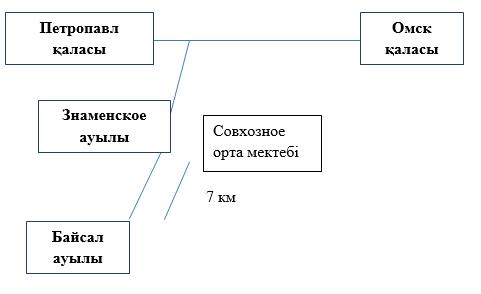 Петропавл
қаласы
Омск
қаласы
Знаменское
ауылы
Совхозное
орта мектебі
7 км
Байсал
ауылы